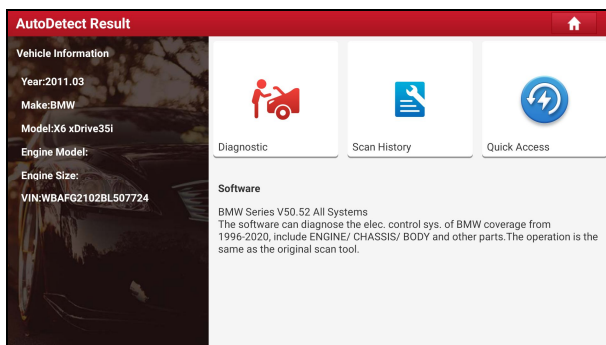 AutoDetect Result
Vehicle Information
Year:2011.03
Make:BMW
Model:X6 xDrive35i
Engine Model:
Engine Size:
VIN:WBAFG2102BL507724
Diagnostic
Scan History
Quick Access
Software
BMW Series V50.52 All Systems
The software can diagnose the elec. control sys. of BMW coverage from
1996-2020, include ENGINE/ CHASSIS/ BODY and other parts.The operation is the
same as the original scan tool.